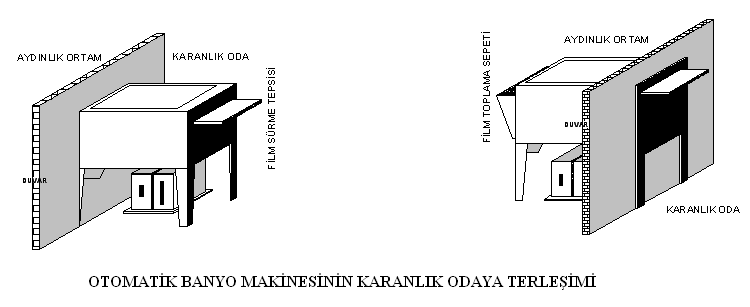 AYDINLIK ORTAM
KARANLIK ODA
FİLM SÜRME TEPSİSİ
DUVAR
FİLM TOPLAMA SEPETİ
AYDINLIK ORTAM
DUVAR
KARANLIK ODA
OTOMATİK BANYO MAKİNESİNİN KARANLIK ODAYA TERLEŞİMİ